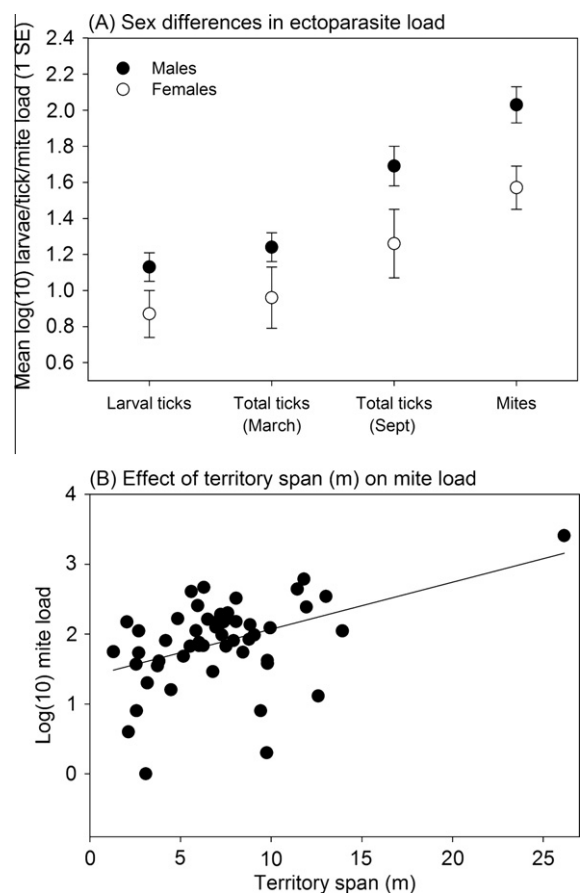 (A) Sex differences in ectoparasite load
Mean log(10) larvae/tick/mite load (1 SE)
2.4
2.2
2.0
1.8
1.6
1.4
1.2
1.0
0.8
0.6
Males
Females
Larval ticks Total ticks Total ticks Mites
(March) (Sept)
(B) Effect of territory span (m) on mite load
Log(10) mite load
4
3
2
1
0
0 5 10 15 20 25
Territory span (m)